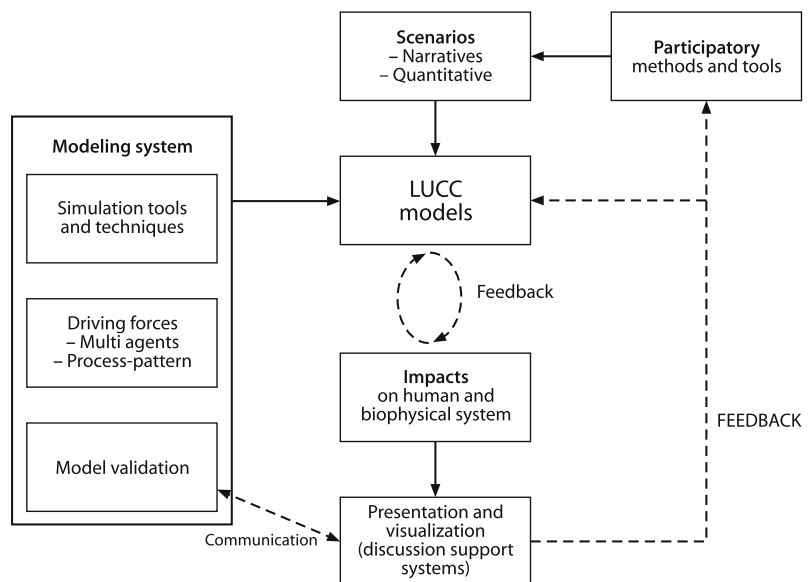 Scenarios
– Narratives
– Quantitative
Participatory
methods and tools
Modeling system
Simulation tools
and techniques
LUCC
models
Feedback
Driving forces
– Multi agents
– Process-pattern
Impacts
on human and
biophysical system
FEEDBACK
Model validation
Communication
Presentation and
visualization
(discussion support
systems)